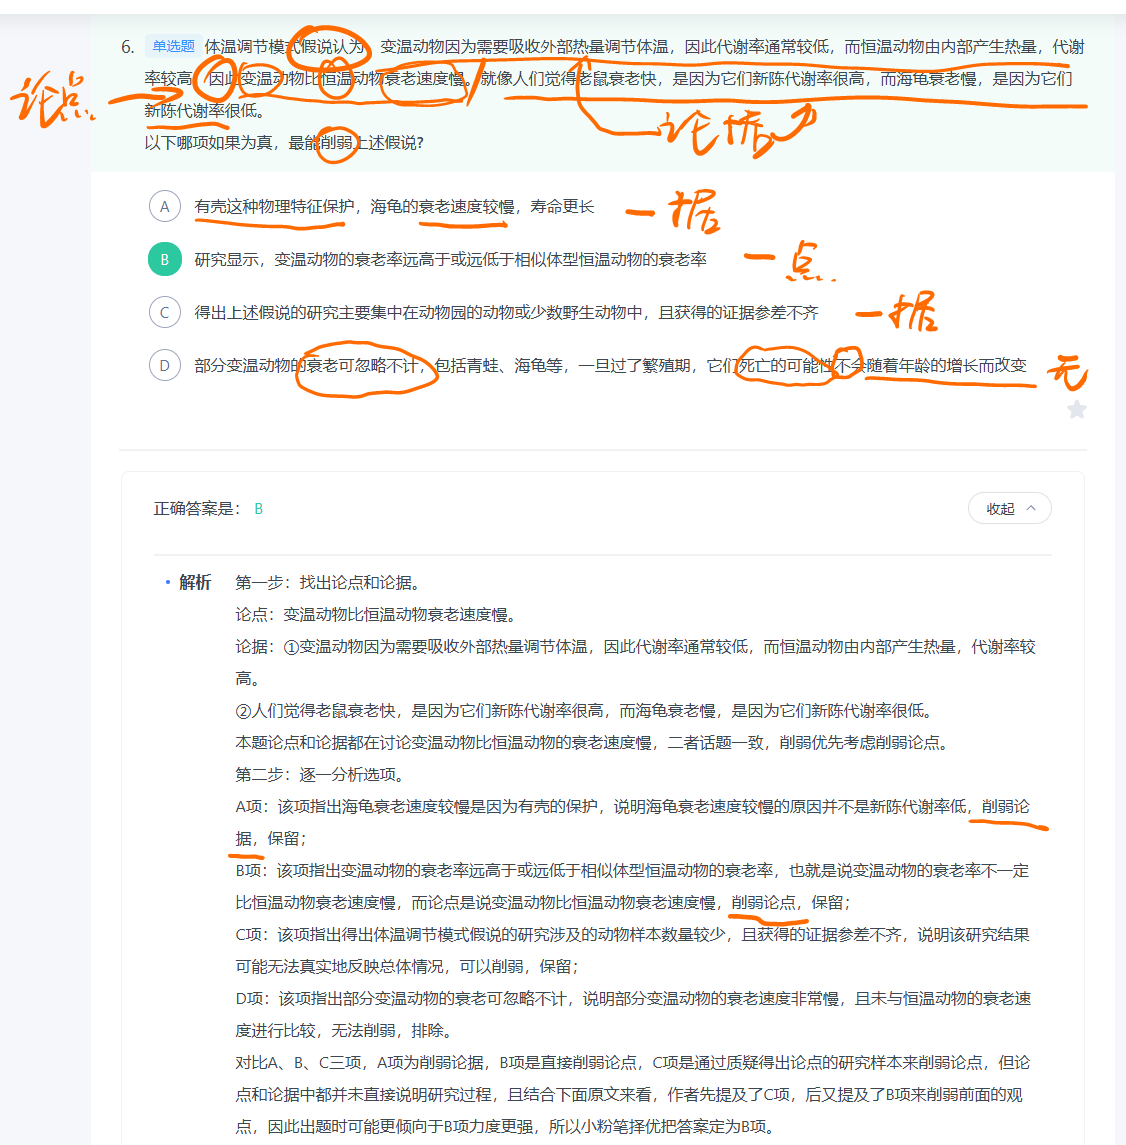 6. 单选题 体温调节模式假说认为，变温动物因为需要吸收外部热量调节体温，因此代谢率通常较低，而恒温动物由内部产生热量，代谢
率较高，因此变温动物比恒温动物衰老速度慢。就像人们觉得老鼠衰老快，是因为它们新陈代谢率很高，而海龟衰老慢，是因为它们
论点
新陈代谢率很低。
论据
以下哪项如果为真，最能削弱上述假说?
A 有壳这种物理特征保护，海龟的衰老速度较慢，寿命更长 — 据
B 研究显示，变温动物的衰老率远高于或远低于相似体型恒温动物的衰老率 — 点
C 得出上述假说的研究主要集中在动物园的动物或少数野生动物中，且获得的证据参差不齐 — 据
D 部分变温动物的衰老可忽略不计，包括青蛙、海龟等，一旦过了繁殖期，它们死亡的可能性不会随着年龄的增长而改变 无
正确答案是： B
收起
解析 第一步：找出论点和论据。
论点：变温动物比恒温动物衰老速度慢。
论据：①变温动物因为需要吸收外部热量调节体温，因此代谢率通常较低，而恒温动物由内部产生热量，代谢率较
高。
②人们觉得老鼠衰老快，是因为它们新陈代谢率很高，而海龟衰老慢，是因为它们新陈代谢率很低。
本题论点和论据都在讨论变温动物比恒温动物的衰老速度慢，二者话题一致，削弱优先考虑削弱论点。
第二步：逐一分析选项。
A项：该项指出海龟衰老速度较慢是因为有壳的保护，说明海龟衰老速度较慢的原因并不是新陈代谢率低，削弱论
据，保留；
B项：该项指出变温动物的衰老率远高于或远低于相似体型恒温动物的衰老率，也就是说变温动物的衰老率不一定
比恒温动物衰老速度慢，而论点是说变温动物比恒温动物衰老速度慢，削弱论点，保留；
C项：该项指出得出体温调节模式假说的研究涉及的动物样本数量较少，且获得的证据参差不齐，说明该研究结果
可能无法真实地反映总体情况，可以削弱，保留；
D项：该项指出部分变温动物的衰老可忽略不计，说明部分变温动物的衰老速度非常慢，且未与恒温动物的衰老速
度进行比较，无法削弱，排除。
对比A、B、C三项，A项为削弱论据，B项是直接削弱论点，C项是通过质疑得出论点的研究样本来削弱论点，但论
点和论据中都并未直接说明研究过程，且结合下面原文来看，作者先提及了C项，后又提及了B项来削弱前面的观
点，因此出题时可能更倾向于B项力度更强，所以小粉笔择优把答案定为B项。